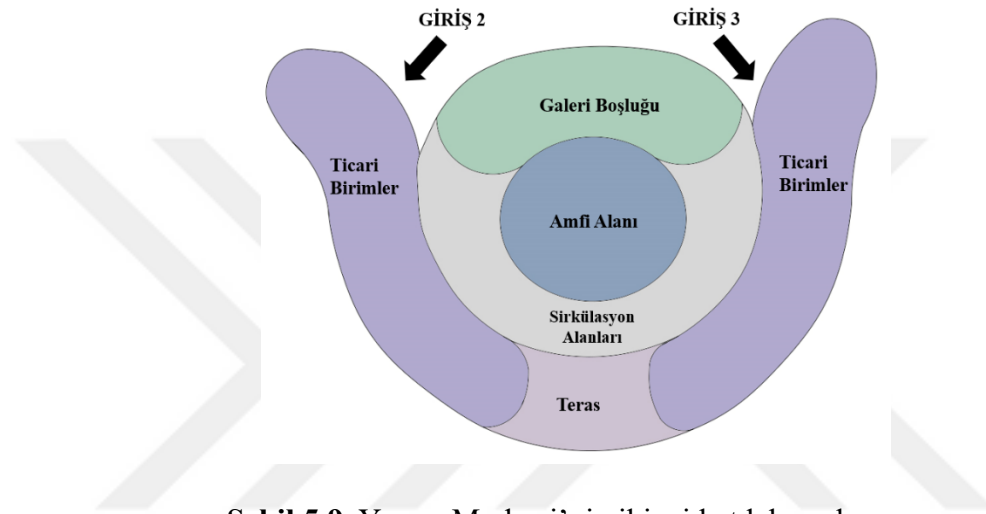 GİRİŞ 2
GİRİŞ 3
Galeri Boşluğu
Ticari
Birimler
Ticari
Birimler
Amfi Alanı
Sirkülasyon
Alanları
Teras